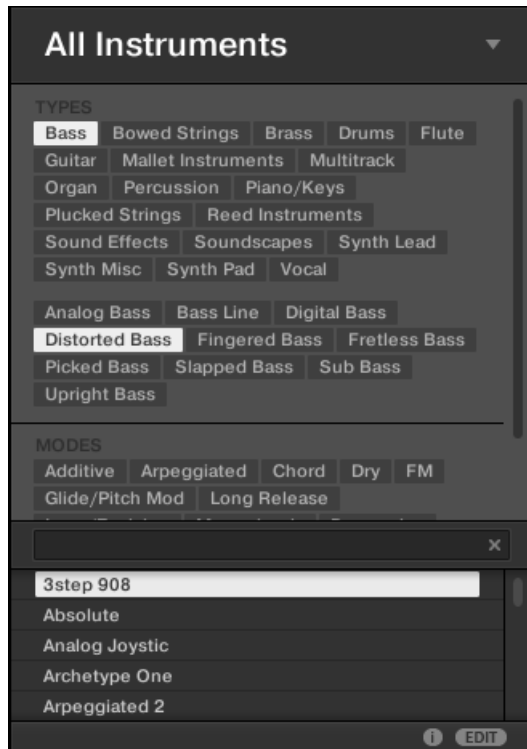 All Instruments
TYPES
Bass Bowed Strings Brass Drums Flute
Guitar Mallet Instruments Multitrack
Organ Percussion Piano/Keys
Plucked Strings Reed Instruments
Sound Effects Soundscapes Synth Lead
Synth Misc Synth Pad Vocal
Analog Bass Bass Line Digital Bass
Distorted Bass Fingered Bass Fretless Bass
Picked Bass Slapped Bass Sub Bass
Upright Bass
MODES
Additive Arpeggiated Chord Dry FM
Glide/Pitch Mod Long Release
3step 908
Absolute
Analog Joystic
Archetype One
Arpeggiated 2
i EDIT